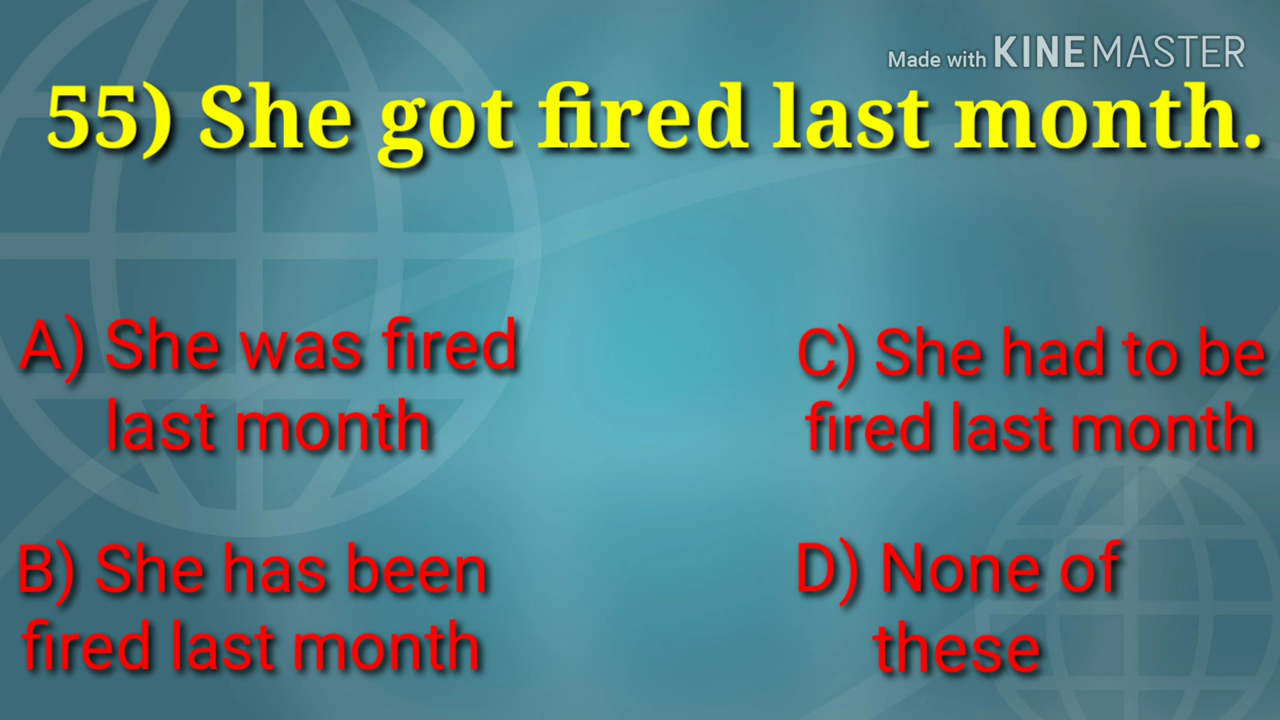 Made with KINEMASTER
55) She got fired last month.
A) She was fired
last month
B) She has been
fired last month
C) She had to be
fired last month
D) None of
these